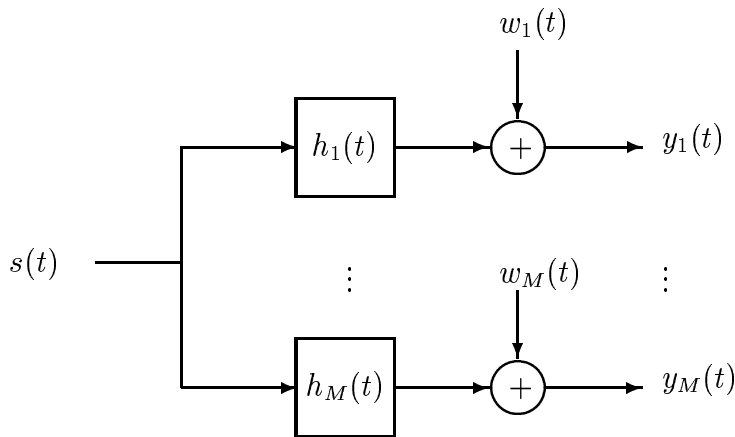 w_1(t)
h_1(t)
+
y_1(t)
s(t)
⋮
w_M(t)
⋮
h_M(t)
+
y_M(t)